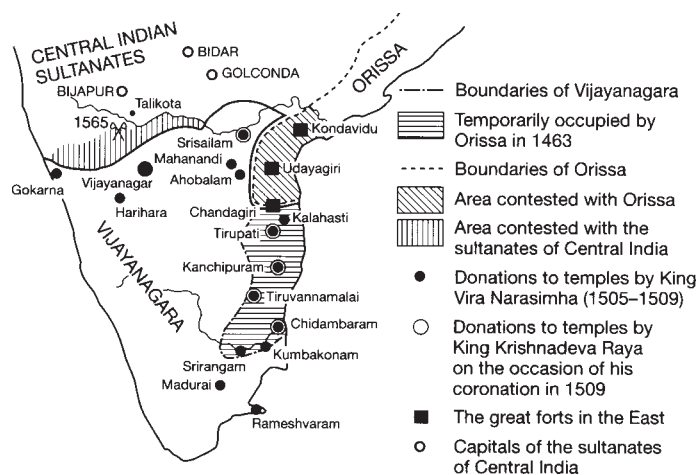 CENTRAL INDIAN
SULTANATES
BIDAR
GOLCONDA
BIJAPUR
Talikota
1565
ORISSA
Kondavidu
Srisailam
Mahanandi
Udayagiri
Gokarna
Vijayanagar
Ahobalam
Harihara
Chandagiri
Kalahasti
Tirupati
VIJAYANAGARA
Kanchipuram
Tiruvannamalai
Chidambaram
Srirangam
Kumbakonam
Madurai
Rameshvaram
Boundaries of Vijayanagara
Temporarily occupied by
Orissa in 1463
Boundaries of Orissa
Area contested with Orissa
Area contested with the
sultanates of Central India
Donations to temples by King
Vira Narasimha (1505–1509)
Donations to temples by
King Krishnadeva Raya
on the occasion of his
coronation in 1509
The great forts in the East
Capitals of the sultanates
of Central India